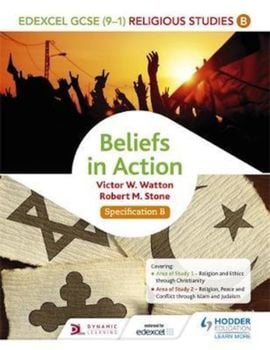 EDEXCEL GCSE (9–1) RELIGIOUS STUDIES B
Beliefs
in Action
Victor W. Watton
Robert M. Stone
Specification B
Covering:
• Area of Study 1 – Religion and Ethics
through Christianity
• Area of Study 2 – Religion, Peace and
Conflict through Islam and Judaism
DYNAMIC
LEARNING
endorsed for
edexcel
HODDER
EDUCATION
LEARN MORE